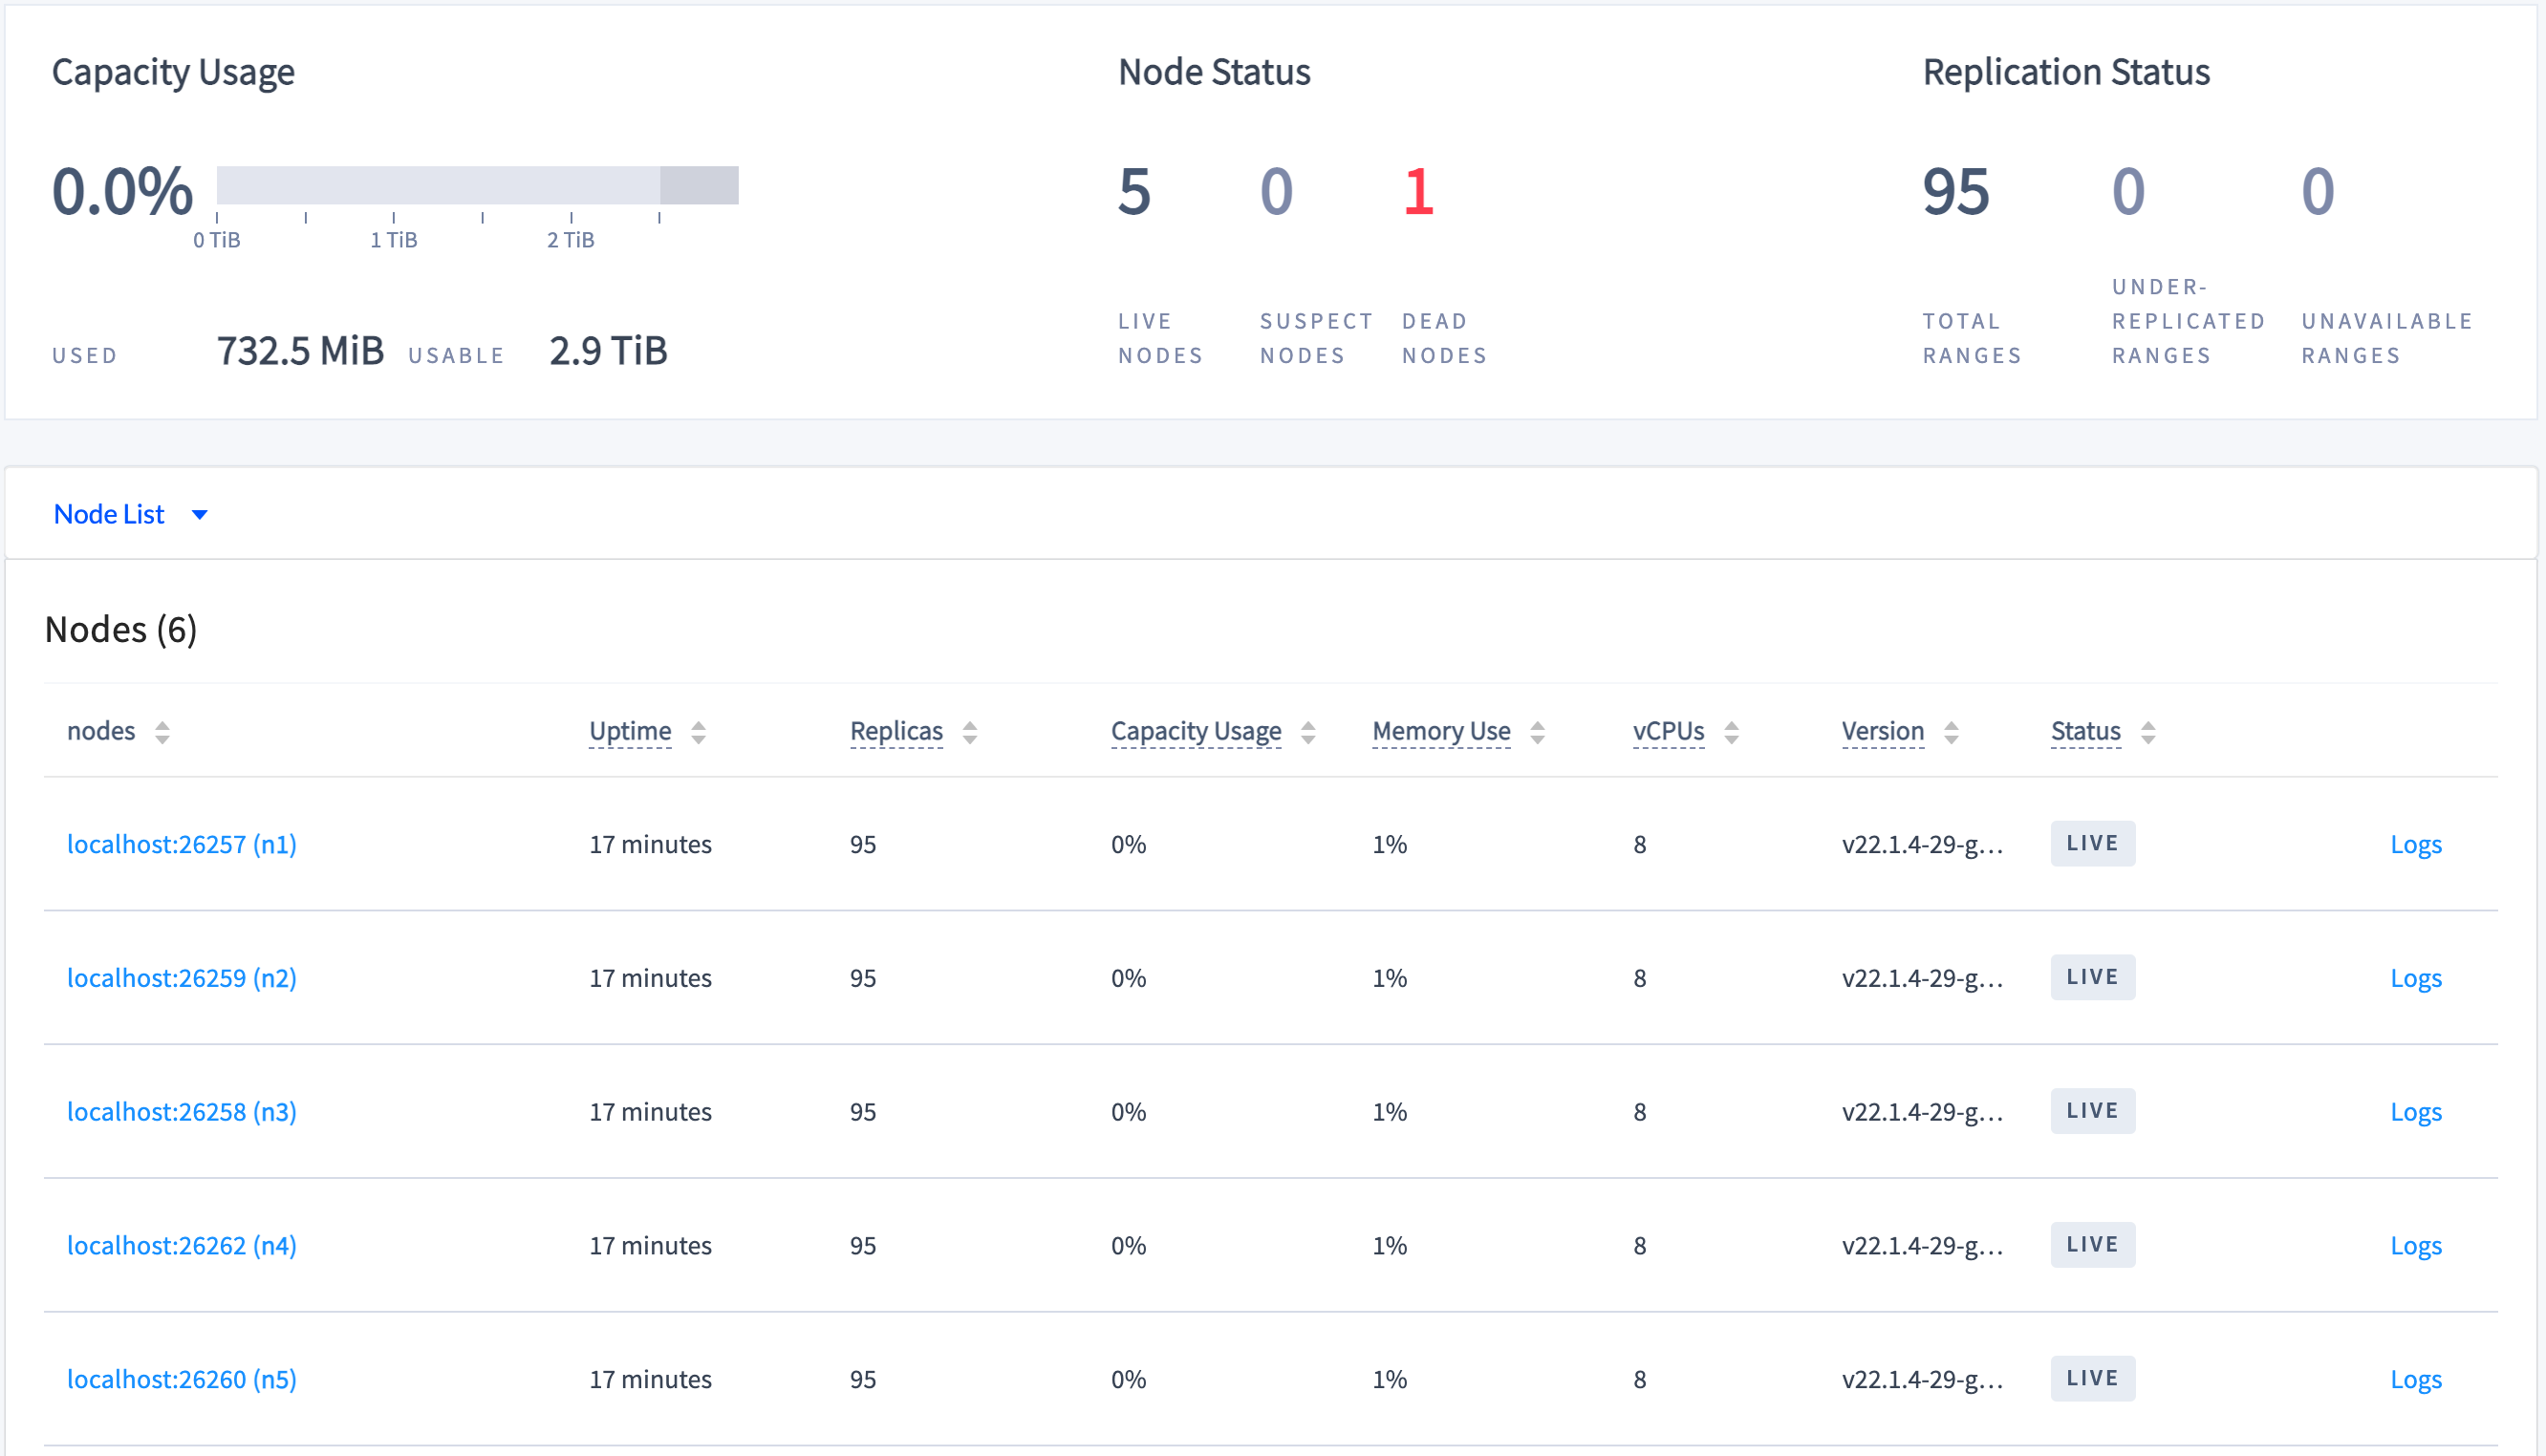 Capacity Usage
0.0%
0 TiB 1 TiB 2 TiB
USED 732.5 MiB USABLE 2.9 TiB
Node Status
5 0 1
LIVE NODES
SUSPECT NODES
DEAD NODES
Replication Status
95 0 0
TOTAL RANGES
UNDER-REPLICATED RANGES
UNAVAILABLE RANGES
Node List
Nodes (6)
nodes Uptime Replicas Capacity Usage Memory Use vCPUs Version Status
localhost:26257 (n1) 17 minutes 95 0% 1% 8 v22.1.4-29-g... LIVE Logs
localhost:26259 (n2) 17 minutes 95 0% 1% 8 v22.1.4-29-g... LIVE Logs
localhost:26258 (n3) 17 minutes 95 0% 1% 8 v22.1.4-29-g... LIVE Logs
localhost:26262 (n4) 17 minutes 95 0% 1% 8 v22.1.4-29-g... LIVE Logs
localhost:26260 (n5) 17 minutes 95 0% 1% 8 v22.1.4-29-g... LIVE Logs